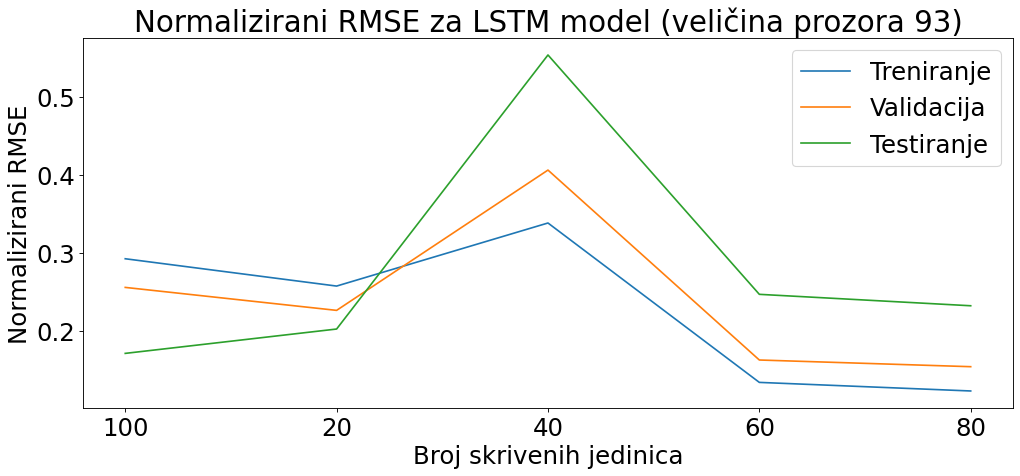 Normalizirani RMSE za LSTM model (veličina prozora 93)
Normalizirani RMSE
0.5
0.4
0.3
0.2
Treniranje
Validacija
Testiranje
100 20 40 60 80
Broj skrivenih jedinica